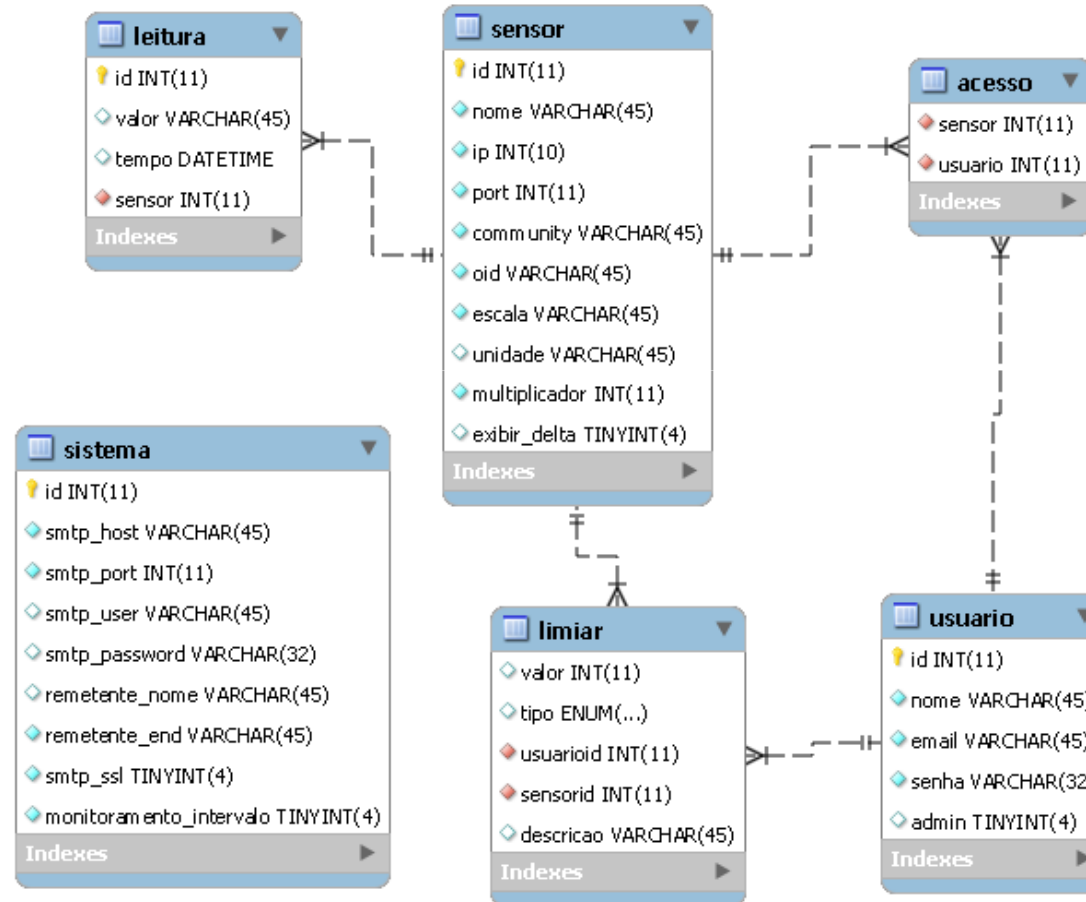 leitura
id INT(11)
valor VARCHAR(45)
tempo DATETIME
sensor INT(11)
Indexes
sensor
id INT(11)
nome VARCHAR(45)
ip INT(10)
port INT(11)
community VARCHAR(45)
oid VARCHAR(45)
escala VARCHAR(45)
unidade VARCHAR(45)
multiplicador INT(11)
exibir_delta TINYINT(4)
Indexes
acesso
sensor INT(11)
usuario INT(11)
Indexes
sistema
id INT(11)
smtp_host VARCHAR(45)
smtp_port INT(11)
smtp_user VARCHAR(45)
smtp_password VARCHAR(32)
remetente_nome VARCHAR(45)
remetente_end VARCHAR(45)
smtp_ssl TINYINT(4)
monitoramento_intervalo TINYINT(4)
Indexes
limiar
valor INT(11)
tipo ENUM(...)
usuarioid INT(11)
sensorid INT(11)
descricao VARCHAR(45)
Indexes
usuario
id INT(11)
nome VARCHAR(45)
email VARCHAR(45)
senha VARCHAR(32
admin TINYINT(4)
Indexes